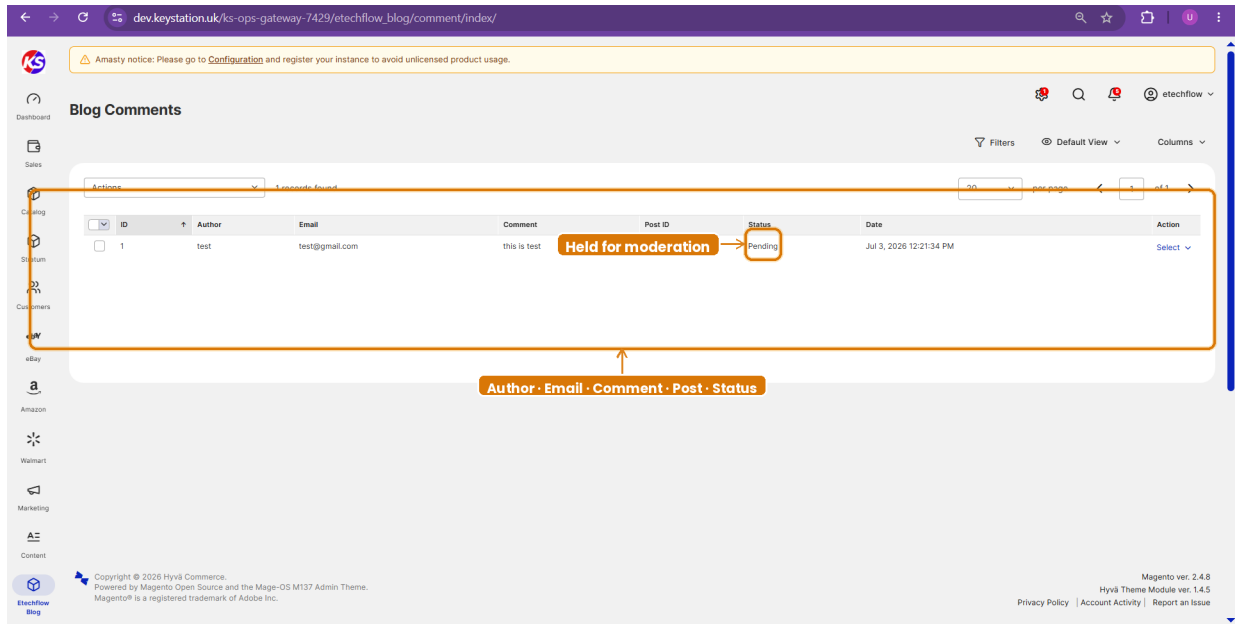 dev.keystation.uk/ks-ops-gateway-7429/etechflow_blog/comment/index/
U
KS
Amasty notice: Please go to Configuration and register your instance to avoid unlicensed product usage.
Dashboard
Blog Comments
1
6
etechflow
Sales
Filters
Default View
Columns
Catalog
Actions
1 records found
20
per page
1
of 1
ID
Author
Email
Comment
Post ID
Status
Date
Action
1
test
test@gmail.com
this is test
Held for moderation
Pending
Jul 3, 2026 12:21:34 PM
Select
Stratum
Customers
eBay
Author · Email · Comment · Post · Status
a
Amazon
Walmart
Marketing
Content
Etechflow
Blog
Copyright © 2026 Hyvä Commerce.
Powered by Magento Open Source and the Mage-OS M137 Admin Theme.
Magento® is a registered trademark of Adobe Inc.
Magento ver. 2.4.8
Hyvä Theme Module ver. 1.4.5
Privacy Policy | Account Activity | Report an Issue